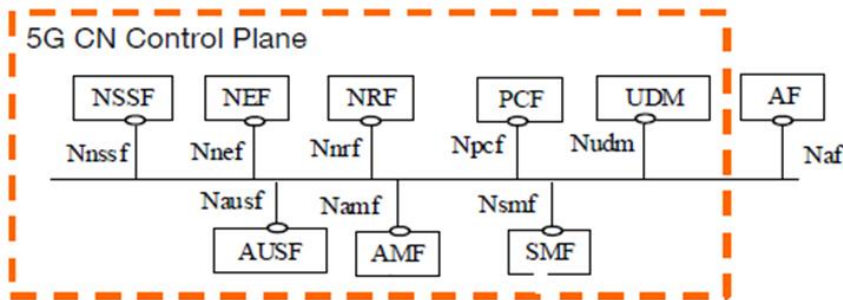 5G CN Control Plane
NSSF NEF NRF PCF UDM AF
Nnssf Nnef Nnrf Npcf Nudm Naf
Nausf Namf Nsmf
AUSF AMF SMF